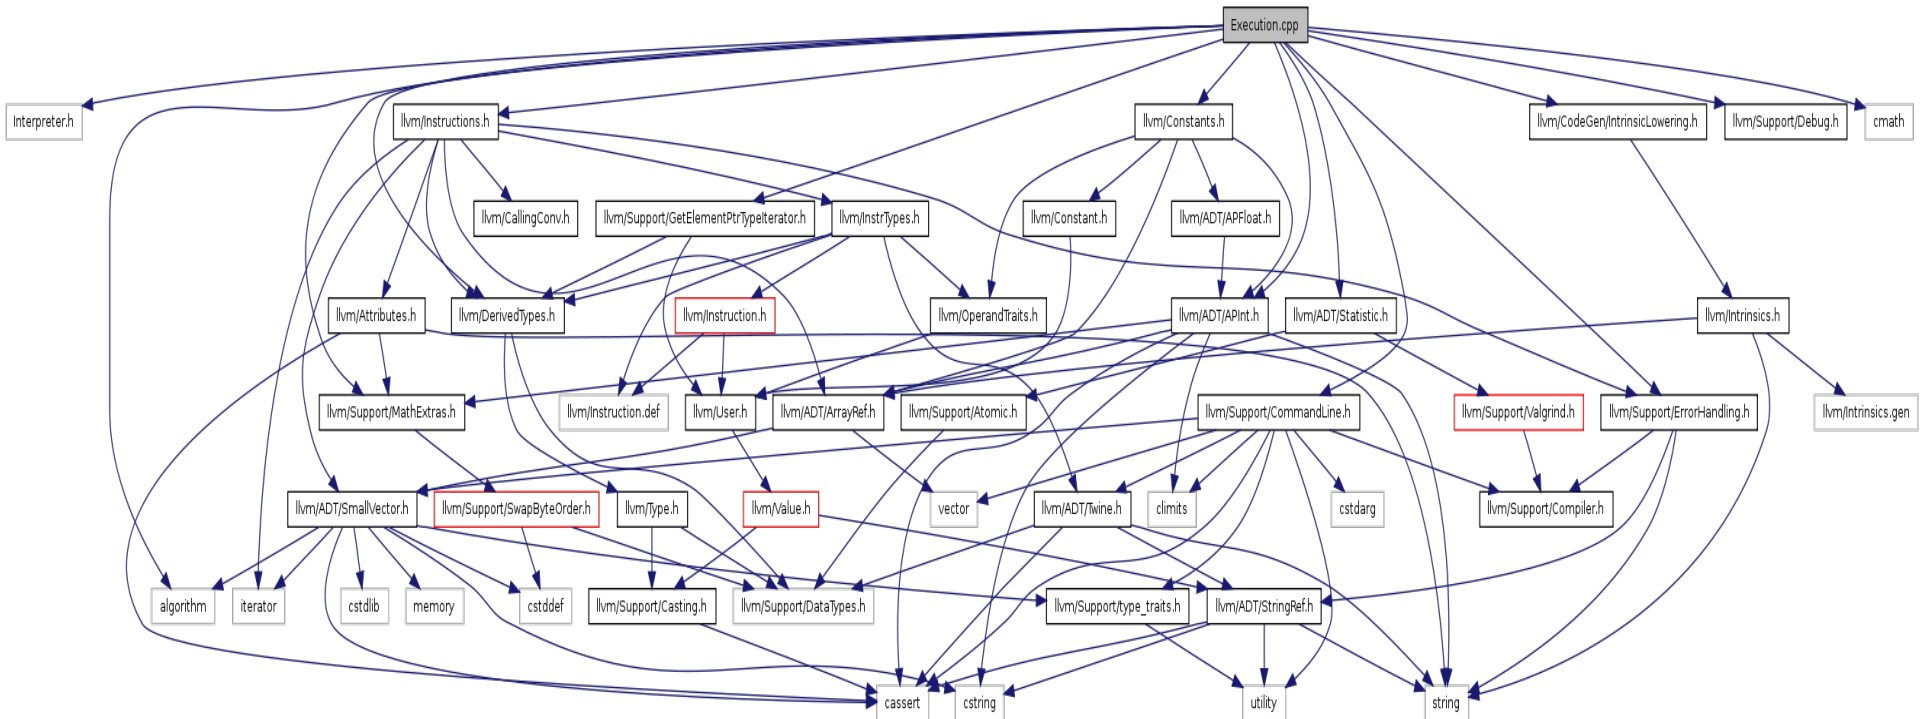 Execution.cpp
Interpreter.h
llvm/Instructions.h
llvm/Constants.h
llvm/CodeGen/IntrinsicLowering.h
llvm/Support/Debug.h
cmath
llvm/CallingConv.h
llvm/Support/GetElementPtrTypeIterator.h
llvm/InstrTypes.h
llvm/Constant.h
llvm/ADT/APFloat.h
llvm/Attributes.h
llvm/DerivedTypes.h
llvm/Instruction.h
llvm/OperandTraits.h
llvm/ADT/APInt.h
llvm/ADT/Statistic.h
llvm/Intrinsics.h
llvm/Support/MathExtras.h
llvm/Instruction.def
llvm/User.h
llvm/ADT/ArrayRef.h
llvm/Support/Atomic.h
llvm/Support/CommandLine.h
llvm/Support/Valgrind.h
llvm/Support/ErrorHandling.h
llvm/Intrinsics.gen
llvm/ADT/SmallVector.h
llvm/Support/SwapByteOrder.h
llvm/Type.h
llvm/Value.h
vector
llvm/ADT/Twine.h
climits
cstdarg
llvm/Support/Compiler.h
algorithm
iterator
cstdlib
memory
cstddef
llvm/Support/Casting.h
llvm/Support/DataTypes.h
llvm/Support/type_traits.h
llvm/ADT/StringRef.h
cassert
cstring
utility
string